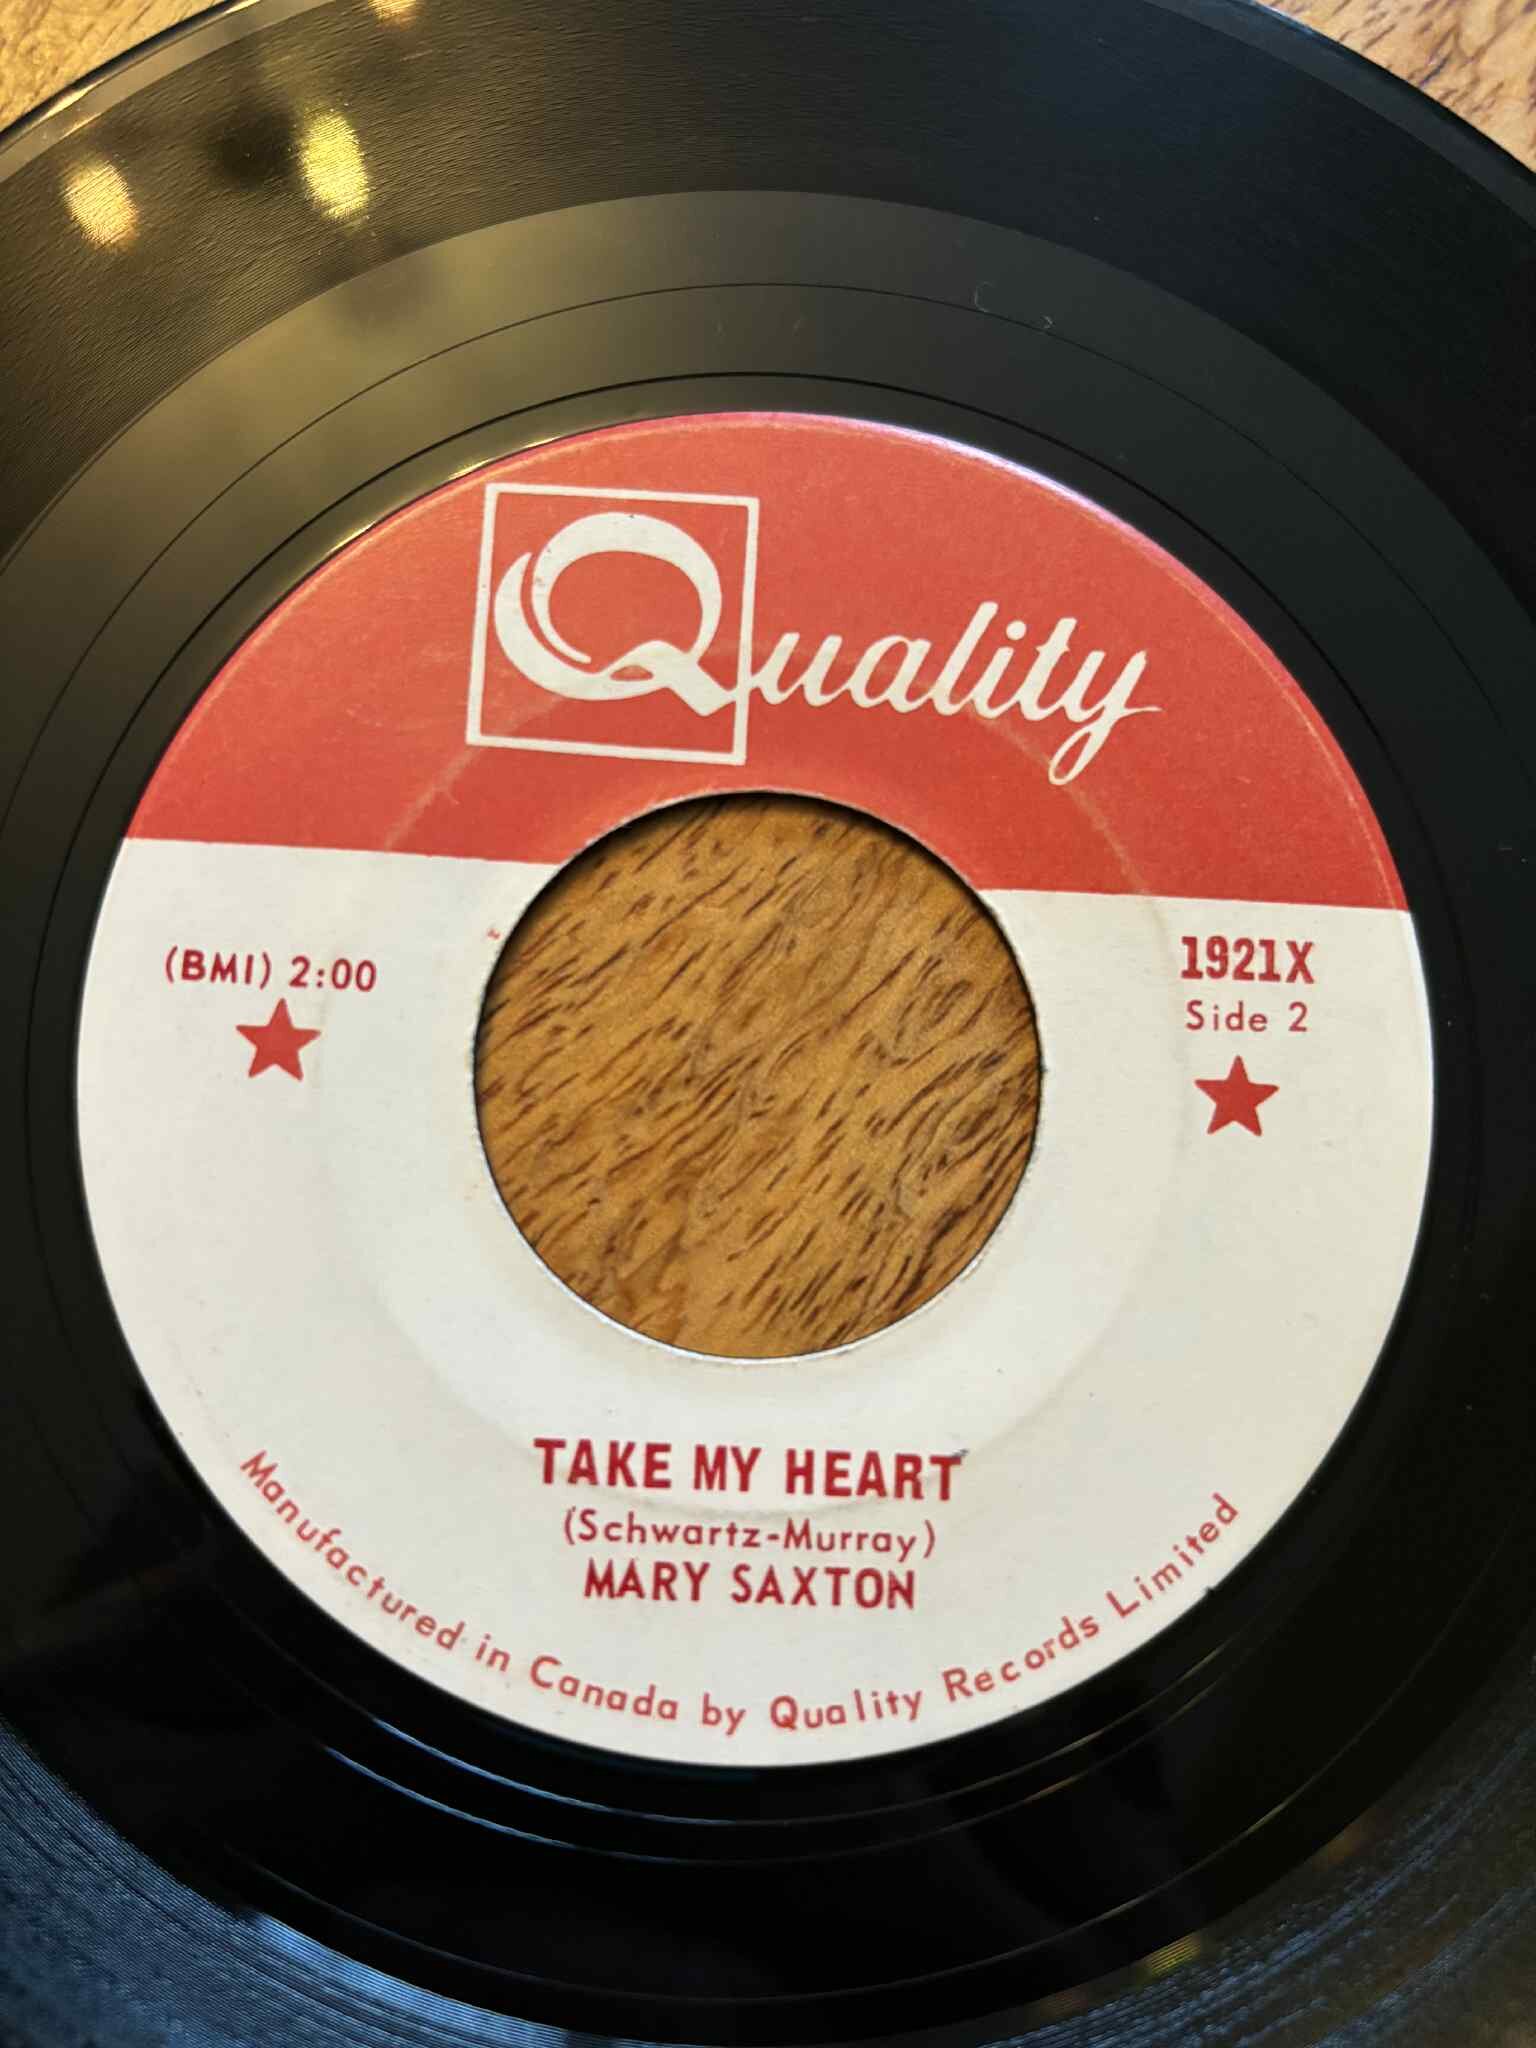 Quality
(BMI) 2:00
1921X
Side 2
TAKE MY HEART
(Schwartz-Murray)
MARY SAXTON
Manufactured in Canada by Quality Records Limited